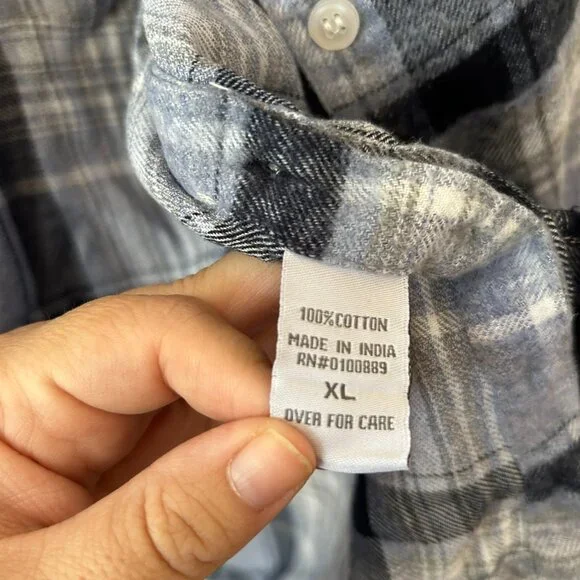 100%COTTON
MADE IN INDIA
RN#0100889
XL
OVER FOR CARE